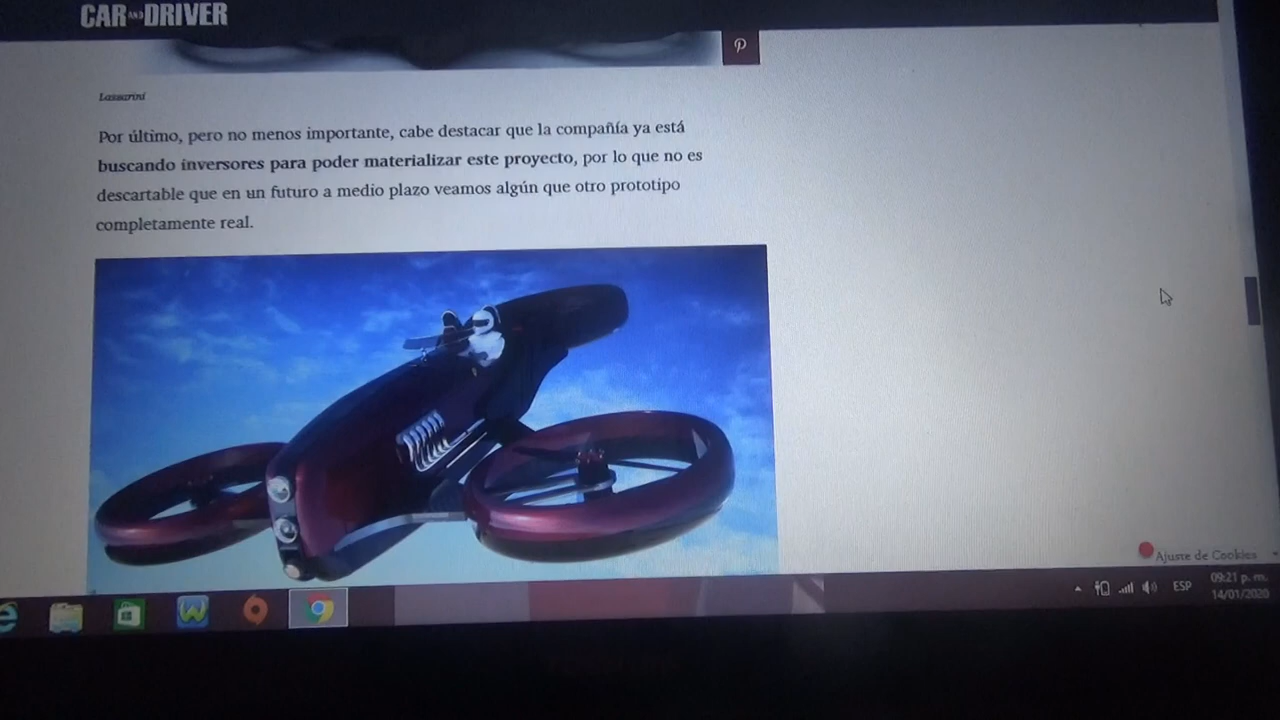 CAR AND DRIVER
Lazzarini
Por último, pero no menos importante, cabe destacar que la compañía ya está
buscando inversores para poder materializar este proyecto, por lo que no es
descartable que en un futuro a medio plazo veamos algún que otro prototipo
completamente real.
Ajuste de Cookies
ESP
09:21 p. m.
14/01/2020